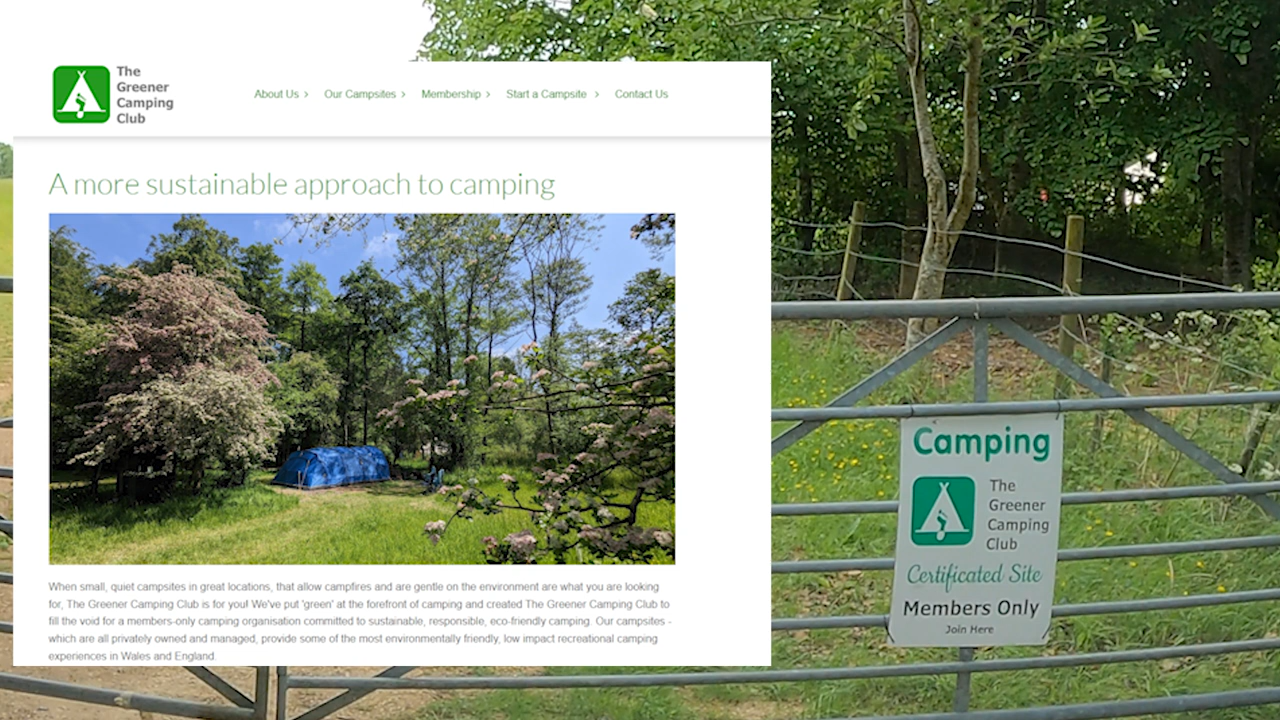 The
Greener
Camping
Club
About Us
Our Campsites
Membership
Start a Campsite
Contact Us
A more sustainable approach to camping
When small, quiet campsites in great locations, that allow campfires and are gentle on the environment are what you are looking
for, The Greener Camping Club is for you! We've put 'green' at the forefront of camping and created The Greener Camping Club to
fill the void for a members-only camping organisation committed to sustainable, responsible, eco-friendly camping. Our campsites -
which are all privately owned and managed, provide some of the most environmentally friendly, low impact recreational camping
experiences in Wales and England.
Camping
The
Greener
Camping
Club
Certificated Site
Members Only
Join Here